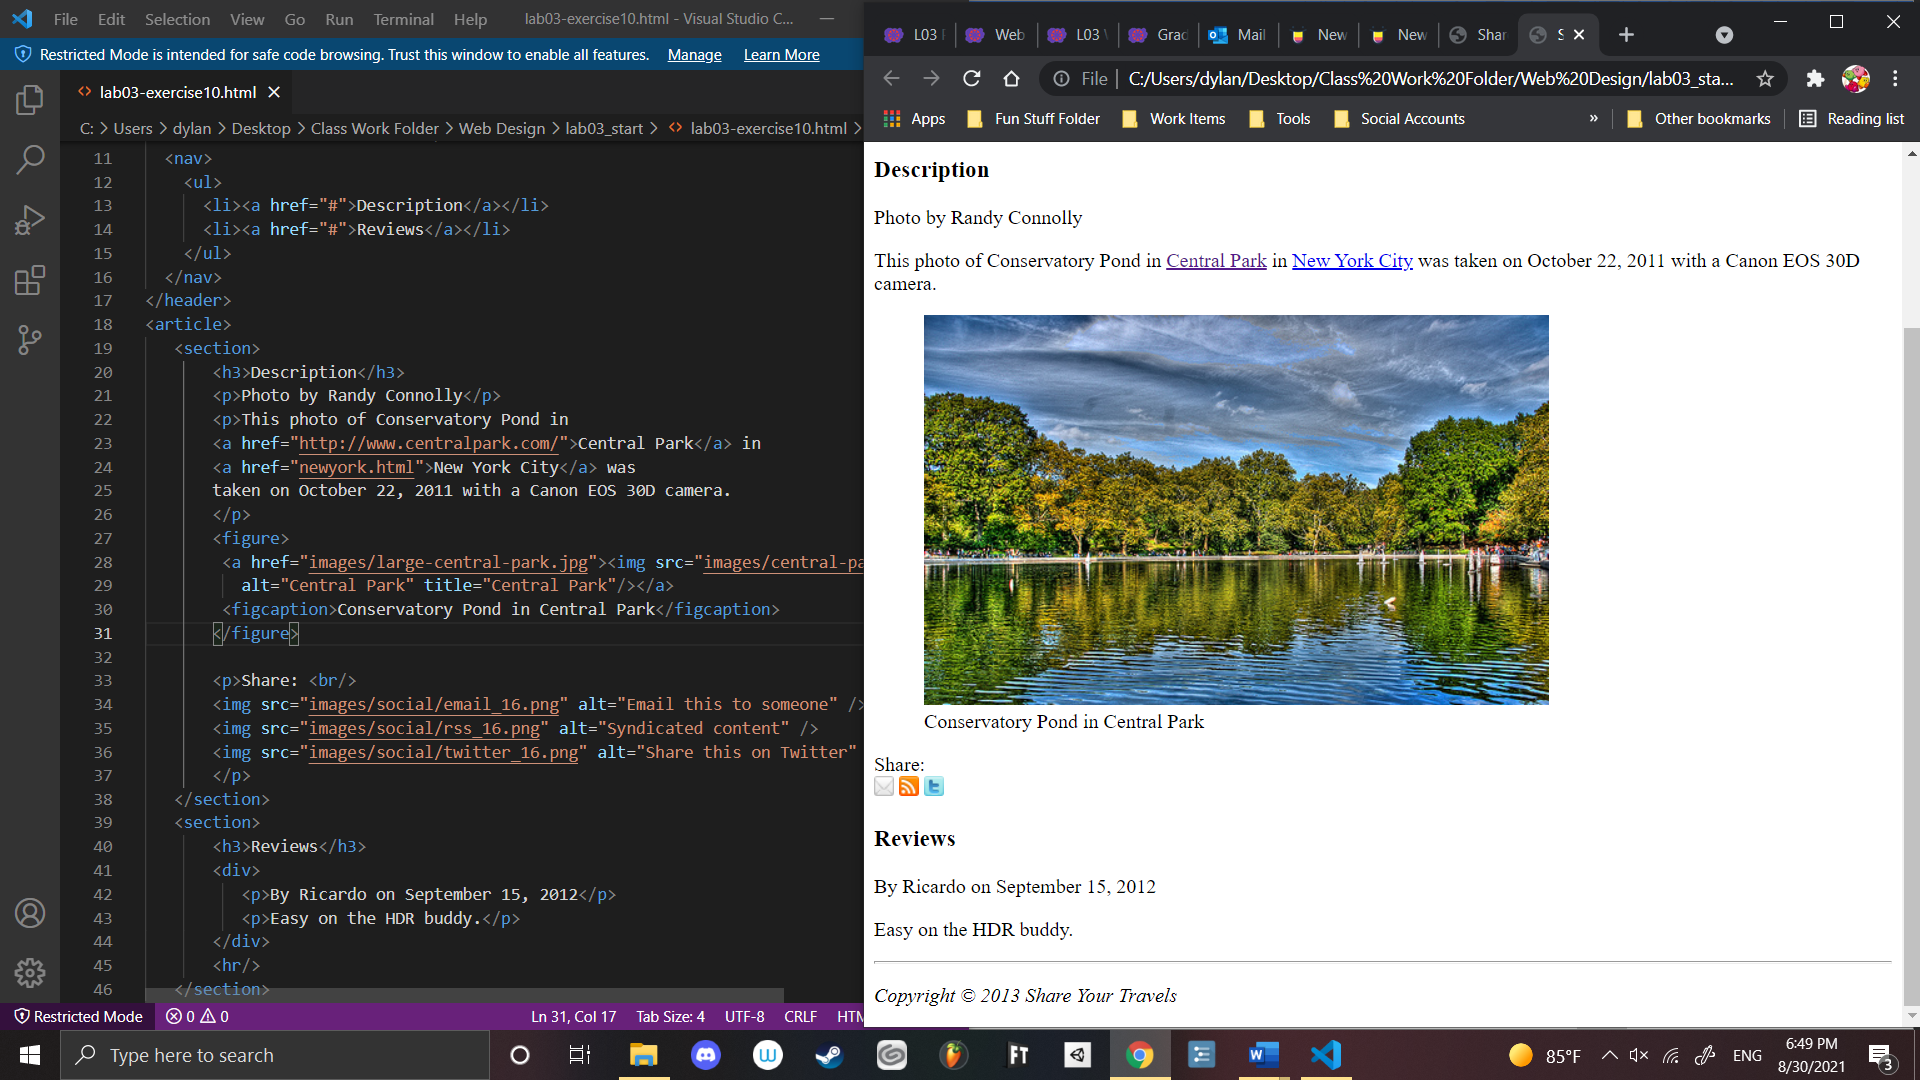 File Edit Selection View Go Run Terminal Help lab03-exercise10.html - Visual Studio C...
Restricted Mode is intended for safe code browsing. Trust this window to enable all features. Manage Learn More
lab03-exercise10.html
C: > Users > dylan > Desktop > Class Work Folder > Web Design > lab03_start > lab03-exercise10.html >
11 <nav>
12 <ul>
13 <li><a href="#">Description</a></li>
14 <li><a href="#">Reviews</a></li>
15 </ul>
16 </nav>
17 </header>
18 <article>
19 <section>
20 <h3>Description</h3>
21 <p>Photo by Randy Connolly</p>
22 <p>This photo of Conservatory Pond in
23 <a href="http://www.centralpark.com/">Central Park</a> in
24 <a href="newyork.html">New York City</a> was
25 taken on October 22, 2011 with a Canon EOS 30D camera.
26 </p>
27 <figure>
28 <a href="images/large-central-park.jpg"><img src="images/central-pa
29 alt="Central Park" title="Central Park"/></a>
30 <figcaption>Conservatory Pond in Central Park</figcaption>
31 </figure>
32
33 <p>Share: <br/>
34 <img src="images/social/email_16.png" alt="Email this to someone" />
35 <img src="images/social/rss_16.png" alt="Syndicated content" />
36 <img src="images/social/twitter_16.png" alt="Share this on Twitter"
37 </p>
38 </section>
39 <section>
40 <h3>Reviews</h3>
41 <div>
42 <p>By Ricardo on September 15, 2012</p>
43 <p>Easy on the HDR buddy.</p>
44 </div>
45 <hr/>
46 </section>
Restricted Mode 0 0 Ln 31, Col 17 Tab Size: 4 UTF-8 CRLF HTM
L03 Web L03 Grad Mail New New Shar S
File C:/Users/dylan/Desktop/Class%20Work%20Folder/Web%20Design/lab03_sta...
Apps Fun Stuff Folder Work Items Tools Social Accounts » Other bookmarks Reading list
Description
Photo by Randy Connolly
This photo of Conservatory Pond in Central Park in New York City was taken on October 22, 2011 with a Canon EOS 30D
camera.
Conservatory Pond in Central Park
Share:
Reviews
By Ricardo on September 15, 2012
Easy on the HDR buddy.
Copyright © 2013 Share Your Travels
Type here to search
FT
85°F ENG
6:49 PM
8/30/2021
3